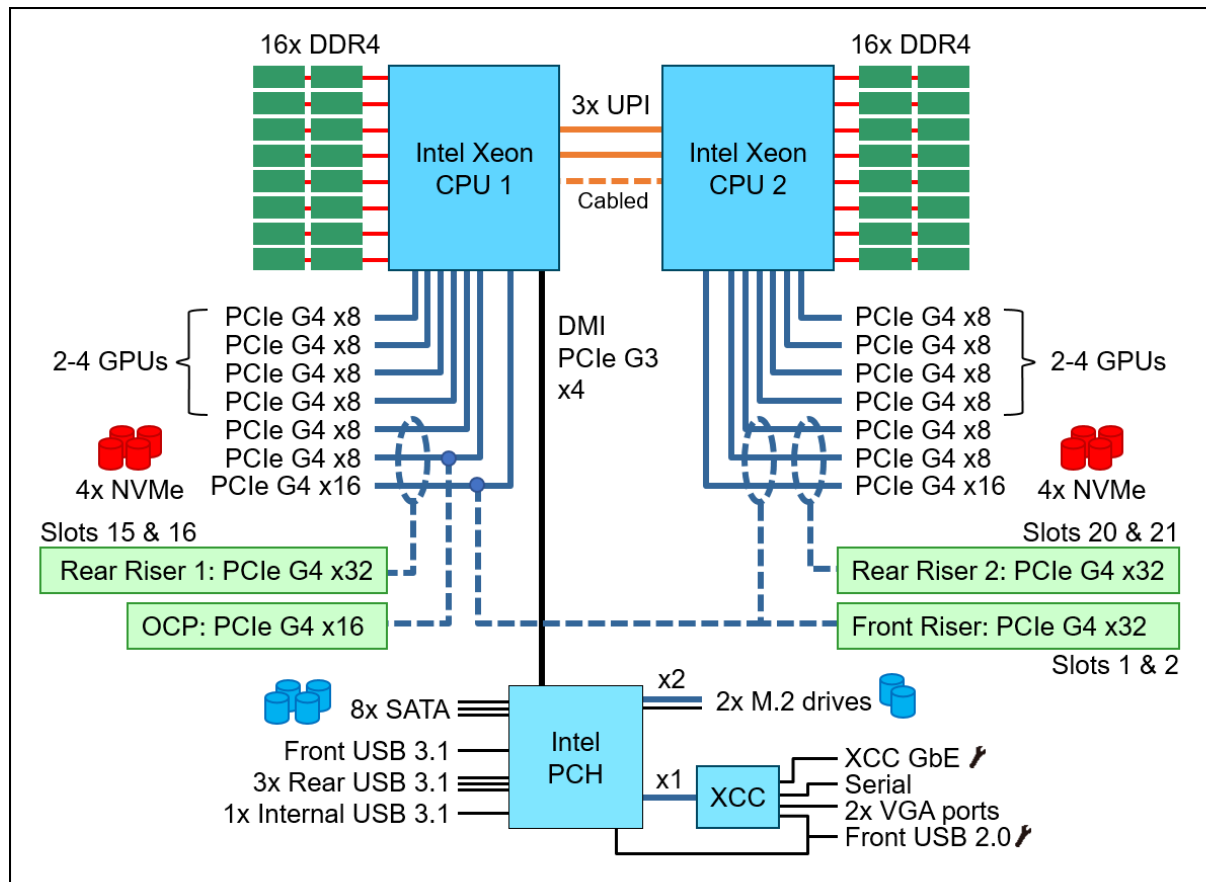 16x DDR4
16x DDR4
3x UPI
Intel Xeon
CPU 1
Intel Xeon
CPU 2
Cabled
PCIe G4 x8
PCIe G4 x8
PCIe G4 x8
PCIe G4 x8
PCIe G4 x8
PCIe G4 x8
PCIe G4 x16
2-4 GPUs
4x NVMe
DMI
PCIe G3
x4
PCIe G4 x8
PCIe G4 x8
PCIe G4 x8
PCIe G4 x8
PCIe G4 x8
PCIe G4 x8
PCIe G4 x16
2-4 GPUs
4x NVMe
Slots 15 & 16
Rear Riser 1: PCIe G4 x32
OCP: PCIe G4 x16
Slots 20 & 21
Rear Riser 2: PCIe G4 x32
Front Riser: PCIe G4 x32
Slots 1 & 2
8x SATA
Front USB 3.1
3x Rear USB 3.1
1x Internal USB 3.1
Intel
PCH
x2
2x M.2 drives
x1
XCC
XCC GbE
Serial
2x VGA ports
Front USB 2.0